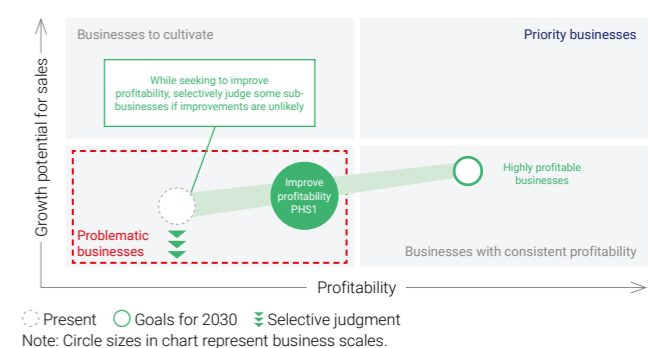 Businesses to cultivate
Priority businesses
While seeking to improve
profitability, selectively judge some sub-
businesses if improvements are unlikely
Growth potential for sales
Improve
profitability
PHS1
Highly profitable
businesses
Problematic
businesses
Businesses with consistent profitability
Profitability
Present
Goals for 2030
Selective judgment
Note: Circle sizes in chart represent business scales.